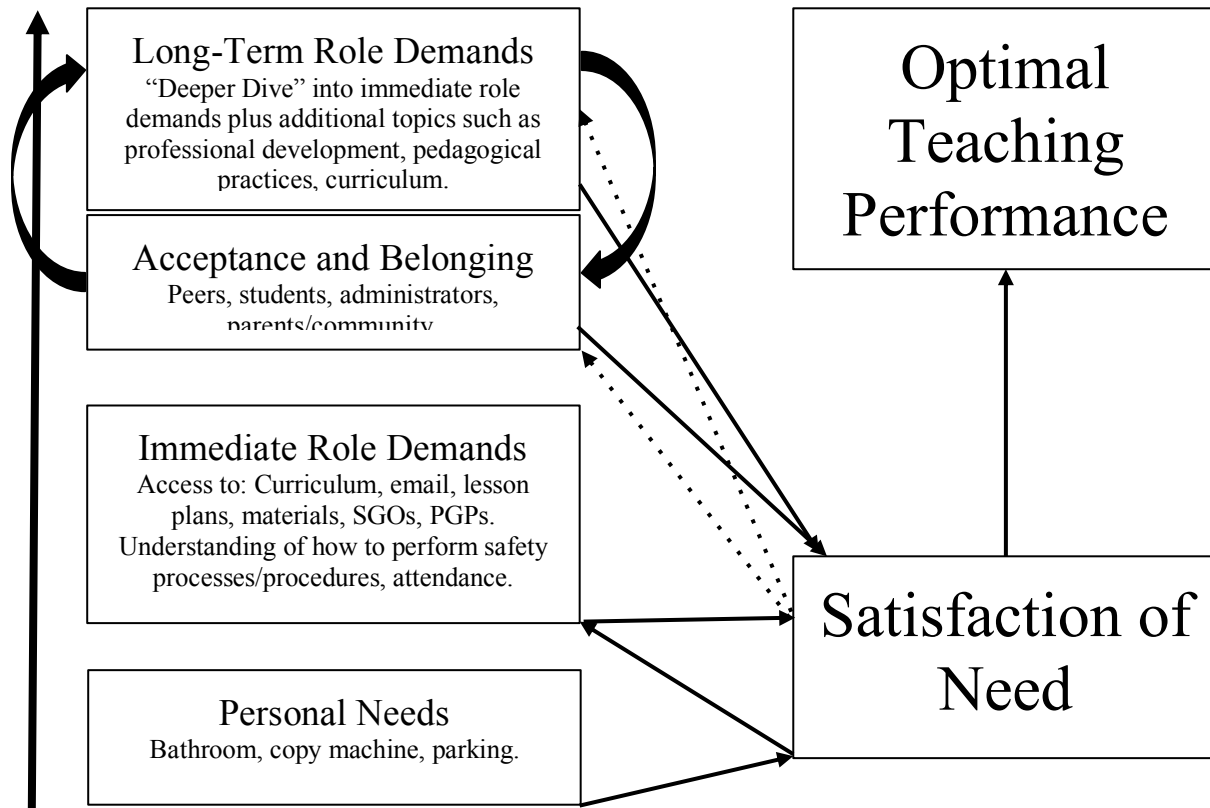 Long-Term Role Demands
“Deeper Dive” into immediate role
demands plus additional topics such as
professional development, pedagogical
practices, curriculum.
Acceptance and Belonging
Peers, students, administrators,
parents/community
Immediate Role Demands
Access to: Curriculum, email, lesson
plans, materials, SGOs, PGPs.
Understanding of how to perform safety
processes/procedures, attendance.
Personal Needs
Bathroom, copy machine, parking.
Optimal
Teaching
Performance
Satisfaction of
Need